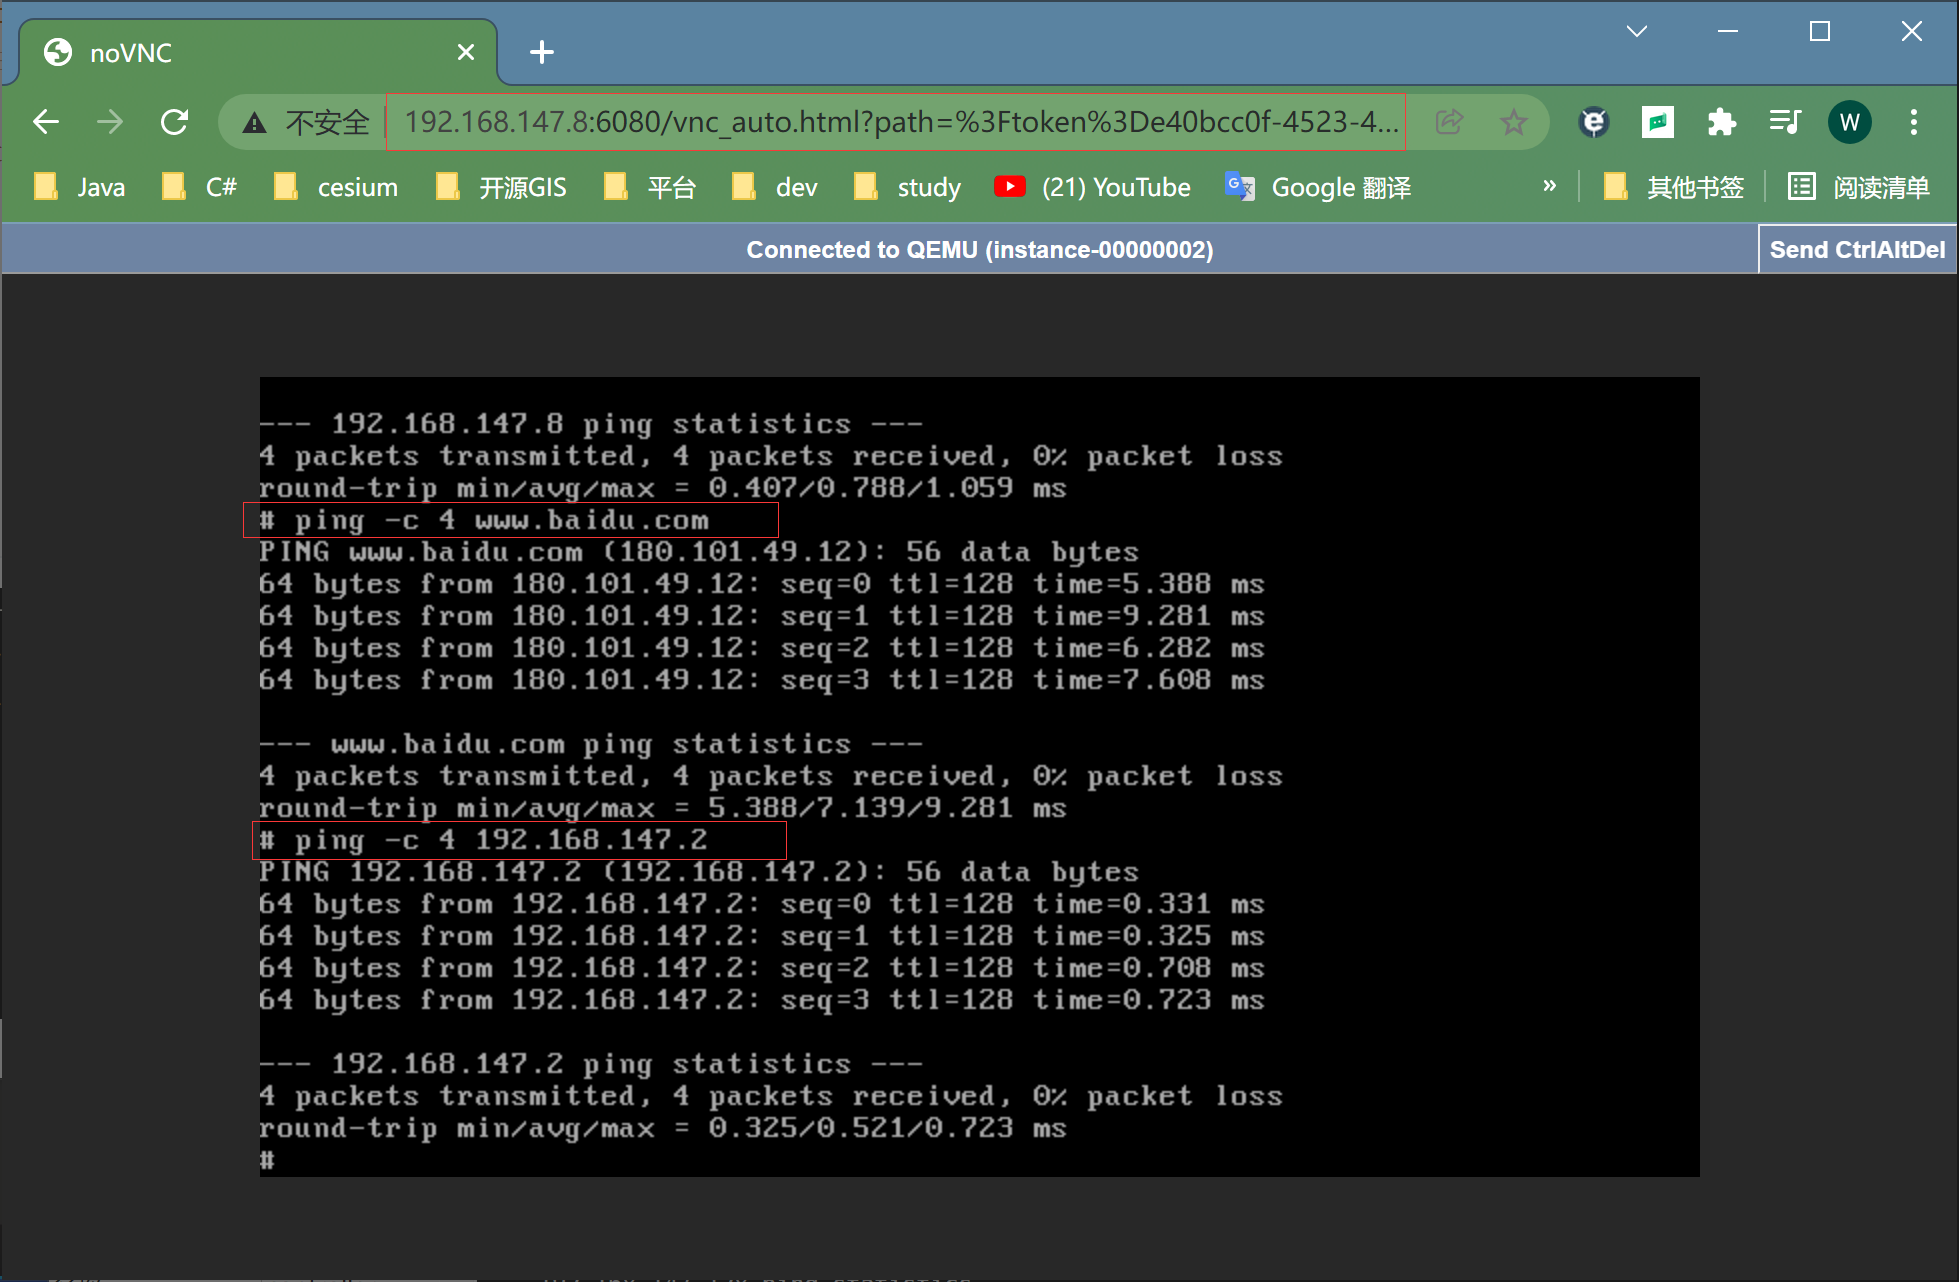 noVNC
不安全 192.168.147.8:6080/vnc_auto.html?path=%3Ftoken%3De40bcc0f-4523-4...
W
Java C# cesium 开源GIS 平台 dev study (21) YouTube Google 翻译 » 其他书签 阅读清单
Connected to QEMU (instance-00000002) Send CtrlAltDel
--- 192.168.147.8 ping statistics ---
4 packets transmitted, 4 packets received, 0% packet loss
round-trip min/avg/max = 0.407/0.788/1.059 ms
# ping -c 4 www.baidu.com
PING www.baidu.com (180.101.49.12): 56 data bytes
64 bytes from 180.101.49.12: seq=0 ttl=128 time=5.388 ms
64 bytes from 180.101.49.12: seq=1 ttl=128 time=9.281 ms
64 bytes from 180.101.49.12: seq=2 ttl=128 time=6.282 ms
64 bytes from 180.101.49.12: seq=3 ttl=128 time=7.608 ms
--- www.baidu.com ping statistics ---
4 packets transmitted, 4 packets received, 0% packet loss
round-trip min/avg/max = 5.388/7.139/9.281 ms
# ping -c 4 192.168.147.2
PING 192.168.147.2 (192.168.147.2): 56 data bytes
64 bytes from 192.168.147.2: seq=0 ttl=128 time=0.331 ms
64 bytes from 192.168.147.2: seq=1 ttl=128 time=0.325 ms
64 bytes from 192.168.147.2: seq=2 ttl=128 time=0.708 ms
64 bytes from 192.168.147.2: seq=3 ttl=128 time=0.723 ms
--- 192.168.147.2 ping statistics ---
4 packets transmitted, 4 packets received, 0% packet loss
round-trip min/avg/max = 0.325/0.521/0.723 ms
#